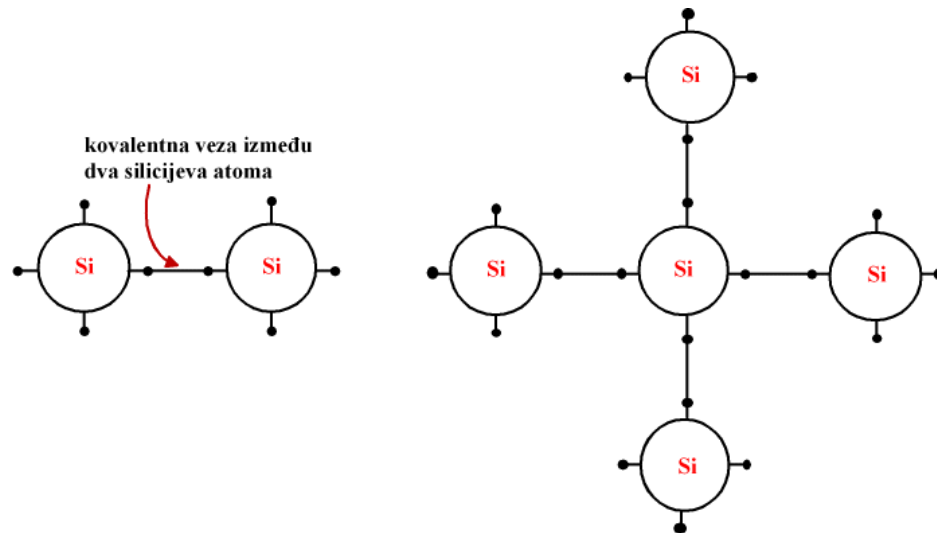 Si
kovalentna veza između
dva silicijeva atoma
Si Si
Si Si Si
Si